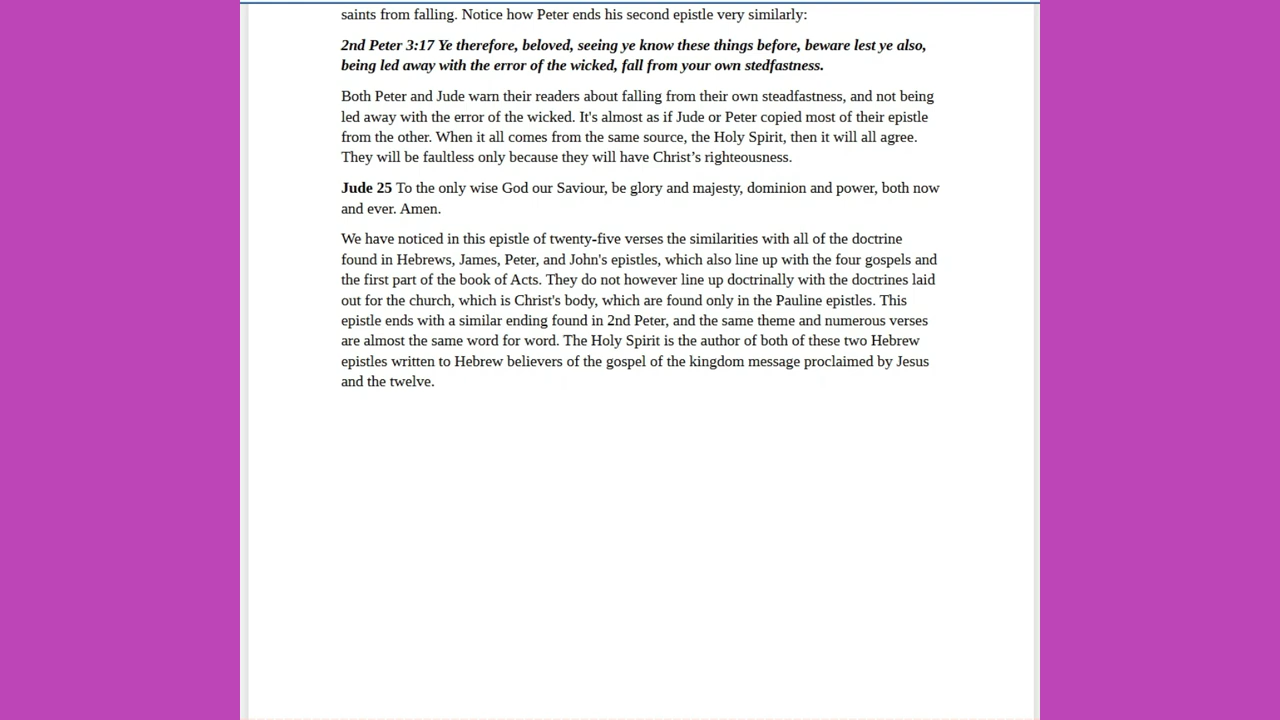 saints from falling. Notice how Peter ends his second epistle very similarly:
2nd Peter 3:17 Ye therefore, beloved, seeing ye know these things before, beware lest ye also,
being led away with the error of the wicked, fall from your own stedfastness.
Both Peter and Jude warn their readers about falling from their own steadfastness, and not being
led away with the error of the wicked. It's almost as if Jude or Peter copied most of their epistle
from the other. When it all comes from the same source, the Holy Spirit, then it will all agree.
They will be faultless only because they will have Christ’s righteousness.
Jude 25 To the only wise God our Saviour, be glory and majesty, dominion and power, both now
and ever. Amen.
We have noticed in this epistle of twenty-five verses the similarities with all of the doctrine
found in Hebrews, James, Peter, and John's epistles, which also line up with the four gospels and
the first part of the book of Acts. They do not however line up doctrinally with the doctrines laid
out for the church, which is Christ's body, which are found only in the Pauline epistles. This
epistle ends with a similar ending found in 2nd Peter, and the same theme and numerous verses
are almost the same word for word. The Holy Spirit is the author of both of these two Hebrew
epistles written to Hebrew believers of the gospel of the kingdom message proclaimed by Jesus
and the twelve.